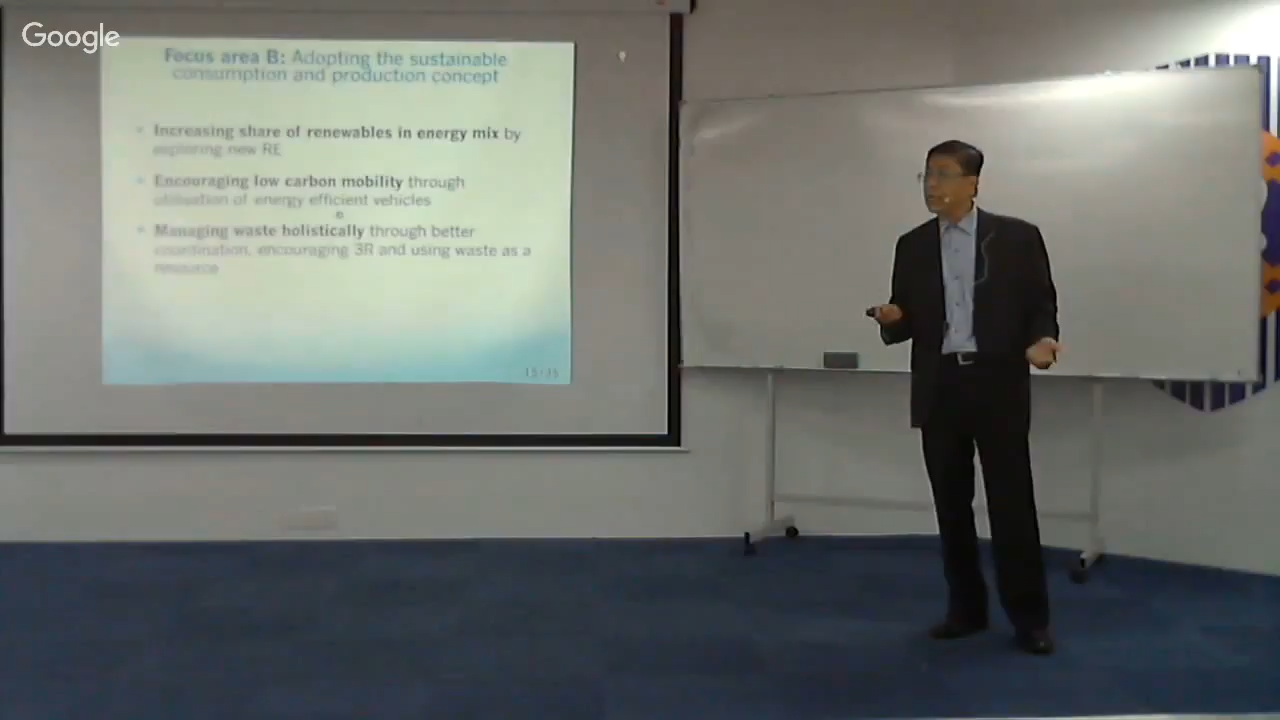 Google
Focus area B: Adopting the sustainable
consumption and production concept
Increasing share of renewables in energy mix by
exploring new RE
Encouraging low carbon mobility through
utilisation of energy efficient vehicles
Managing waste holistically through better
coordination, encouraging 3R and using waste as a
resource
15/35